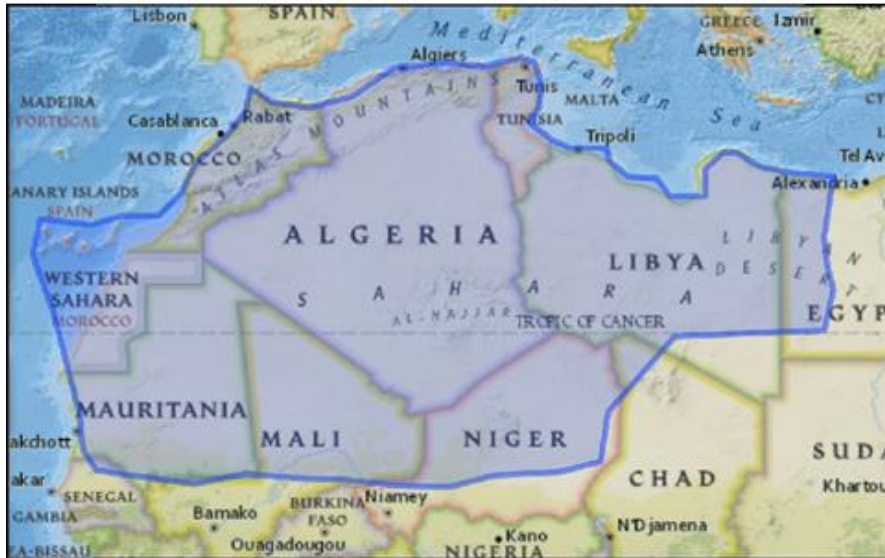 Lisbon
SPAIN
GREECE
Izmir
Athens
Mediterranean
Sea
Algiers
Tunis
MALTA
TUNISIA
Tripoli
MADEIRA
PORTUGAL
Casablanca
Rabat
MOROCCO
ATLAS MOUNTAINS
CY
L
Tel Av
Alexandria
ANARY ISLANDS
SPAIN
ALGERIA
LIBYA
LIBYAN
DESERT
WESTERN
SAHARA
MOROCCO
SAHARA
AL-HAJJAR
TROPIC OF CANCER
EGYP
MAURITANIA
MALI
NIGER
akchott
CHAD
SUDA
Khartou
akar
SENEGAL
GAMBIA
EA-BISSAU
Bamako
BURKINA
FASO
Ouagadougou
Niamey
Kano
NIGERIA
N'Djamena